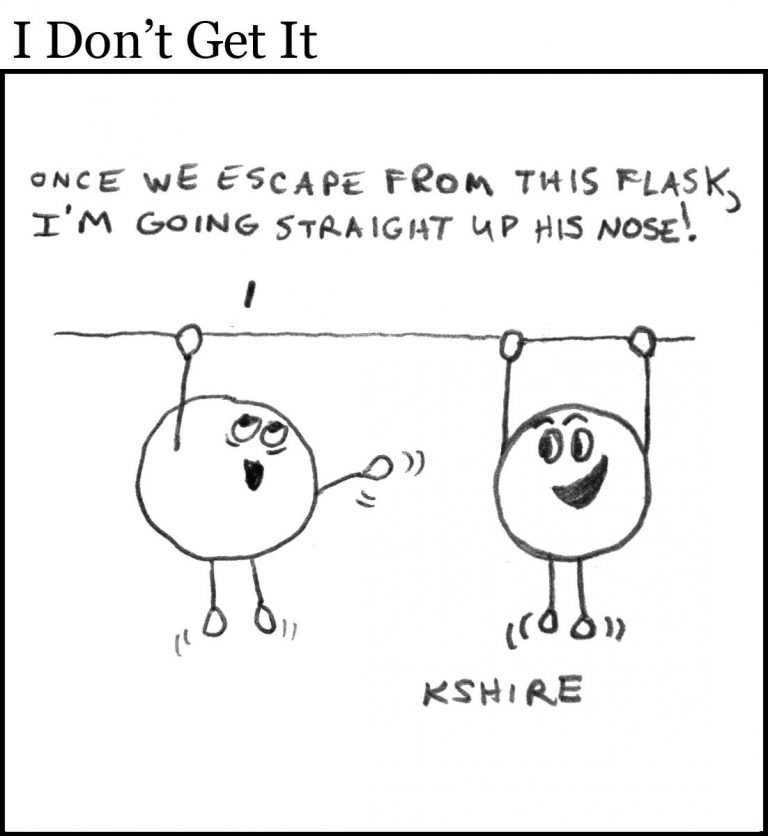 I Don’t Get It
ONCE WE ESCAPE FROM THIS FLASK,
I'M GOING STRAIGHT UP HIS NOSE!
KSHIRE